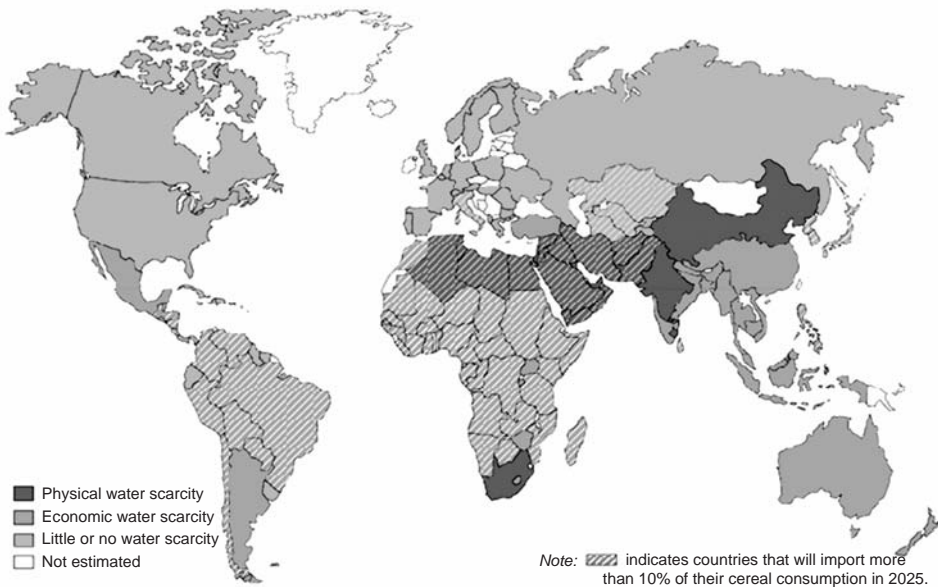 Physical water scarcity
Economic water scarcity
Little or no water scarcity
Not estimated
Note: indicates countries that will import more
than 10% of their cereal consumption in 2025.